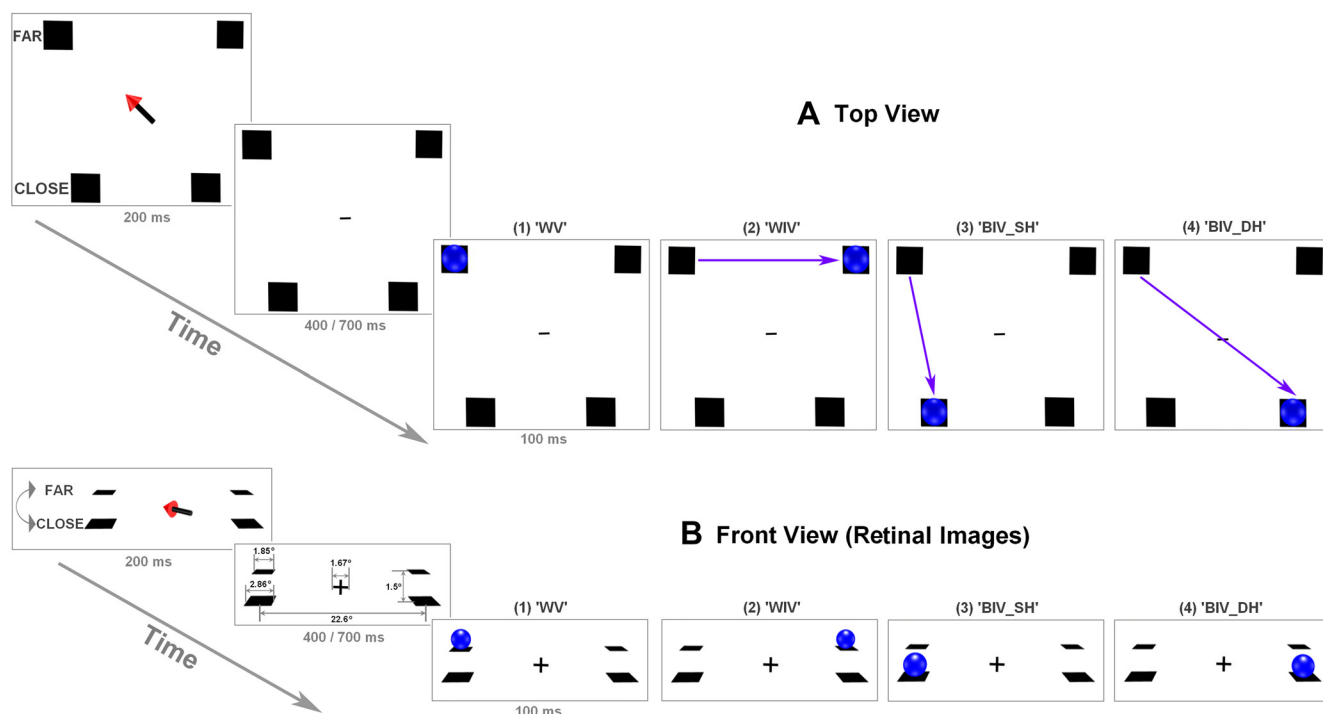 FAR
CLOSE
200 ms
A Top View
400 / 700 ms
Time
(1) 'WV'
(2) 'WIV'
(3) 'BIV_SH'
(4) 'BIV_DH'
100 ms
FAR
CLOSE
200 ms
B Front View (Retinal Images)
1.85°
1.67°
2.86°
1.5°
22.6°
400 / 700 ms
Time
(1) 'WV'
(2) 'WIV'
(3) 'BIV_SH'
(4) 'BIV_DH'
100 ms